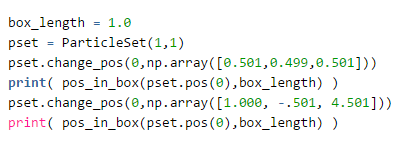 box_length = 1.0
pset = ParticleSet(1,1)
pset.change_pos(0,np.array([0.501,0.499,0.501]))
print( pos_in_box(pset.pos(0),box_length) )
pset.change_pos(0,np.array([1.000, -.501, 4.501]))
print( pos_in_box(pset.pos(0),box_length) )